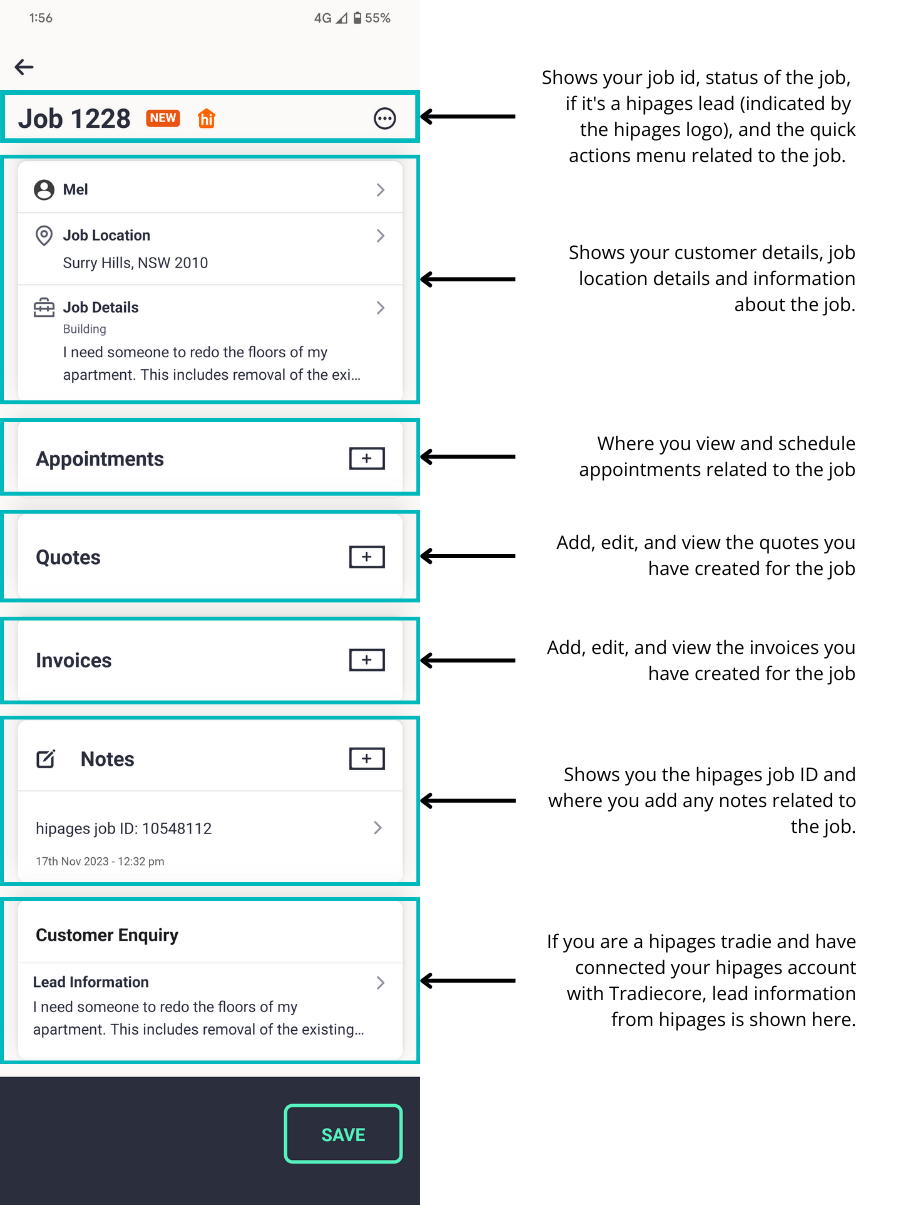 1:56
4G 55%
Job 1228 NEW hi
Shows your job id, status of the job,
if it's a hipages lead (indicated by
the hipages logo), and the quick
actions menu related to the job.
Mel
Job Location
Surry Hills, NSW 2010
Job Details
Building
I need someone to redo the floors of my
apartment. This includes removal of the exi...
Shows your customer details, job
location details and information
about the job.
Appointments
+
Where you view and schedule
appointments related to the job
Quotes
+
Add, edit, and view the quotes you
have created for the job
Invoices
+
Add, edit, and view the invoices you
have created for the job
Notes
+
hipages job ID: 10548112
17th Nov 2023 - 12:32 pm
Shows you the hipages job ID and
where you add any notes related to
the job.
Customer Enquiry
Lead Information
I need someone to redo the floors of my
apartment. This includes removal of the existing...
If you are a hipages tradie and have
connected your hipages account
with Tradiecore, lead information
from hipages is shown here.
SAVE